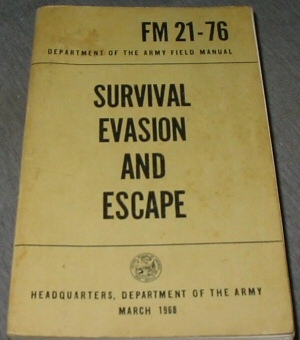 FM 21-76
DEPARTMENT OF THE ARMY FIELD MANUAL
SURVIVAL
EVASION
AND
ESCAPE
HEADQUARTERS, DEPARTMENT OF THE ARMY
MARCH 1968